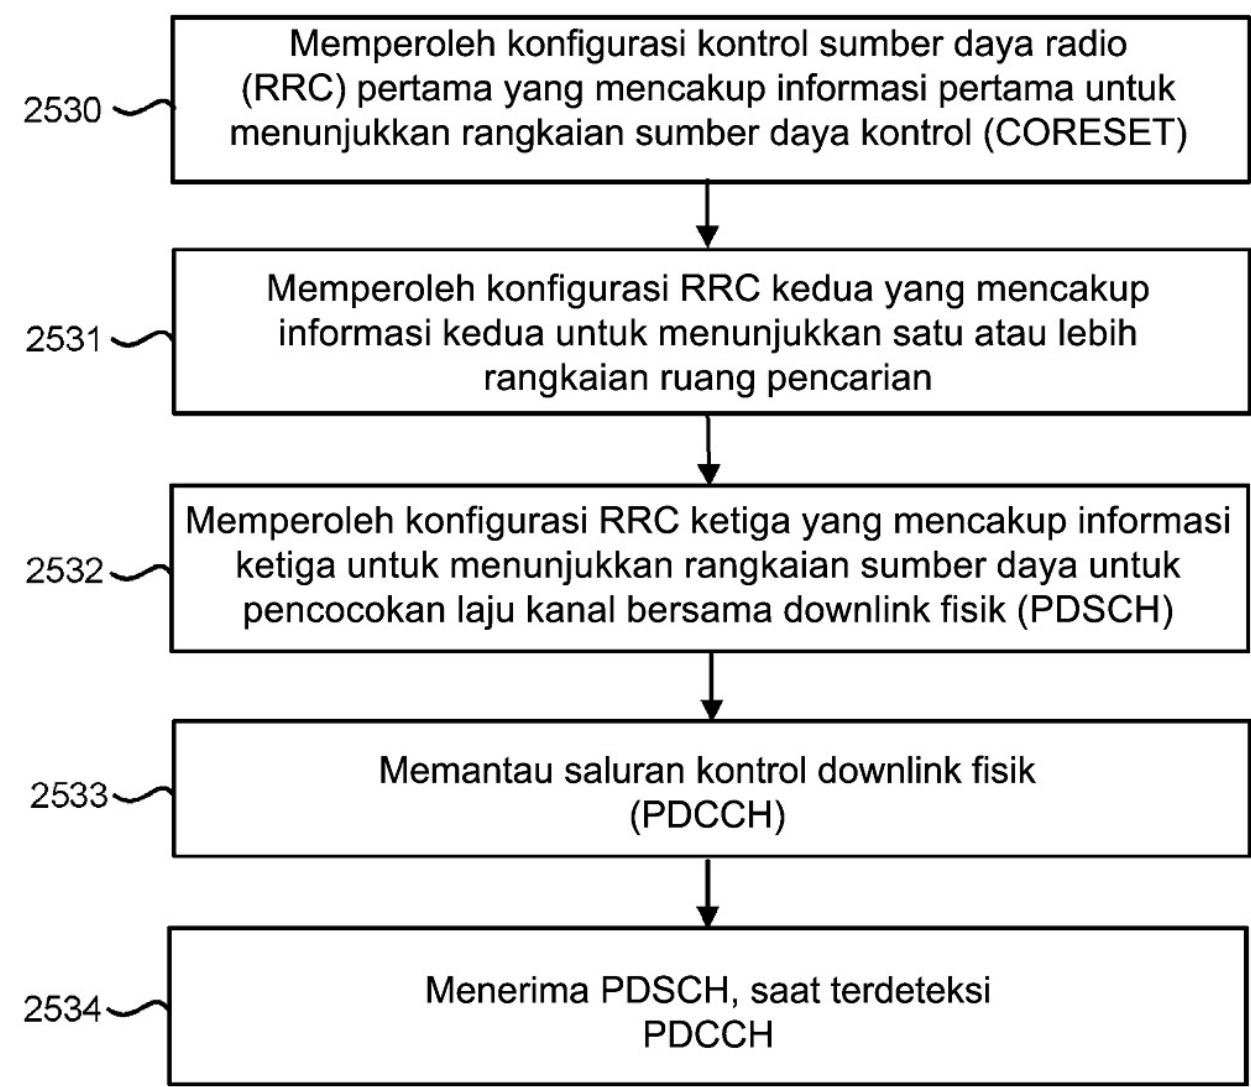 Memperoleh konfigurasi kontrol sumber daya radio
(RRC) pertama yang mencakup informasi pertama untuk
menunjukkan rangkaian sumber daya kontrol (CORESET)
2530
Memperoleh konfigurasi RRC kedua yang mencakup
informasi kedua untuk menunjukkan satu atau lebih
rangkaian ruang pencarian
2531
Memperoleh konfigurasi RRC ketiga yang mencakup informasi
ketiga untuk menunjukkan rangkaian sumber daya untuk
pencocokan laju kanal bersama downlink fisik (PDSCH)
2532
Memantau saluran kontrol downlink fisik
(PDCCH)
2533
Menerima PDSCH, saat terdeteksi
PDCCH
2534